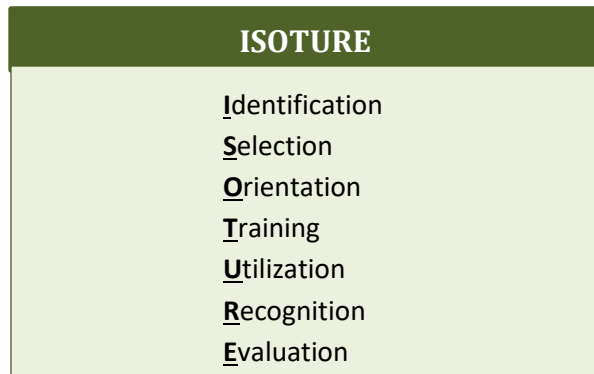 ISOTURE
Identification
Selection
Orientation
Training
Utilization
Recognition
Evaluation